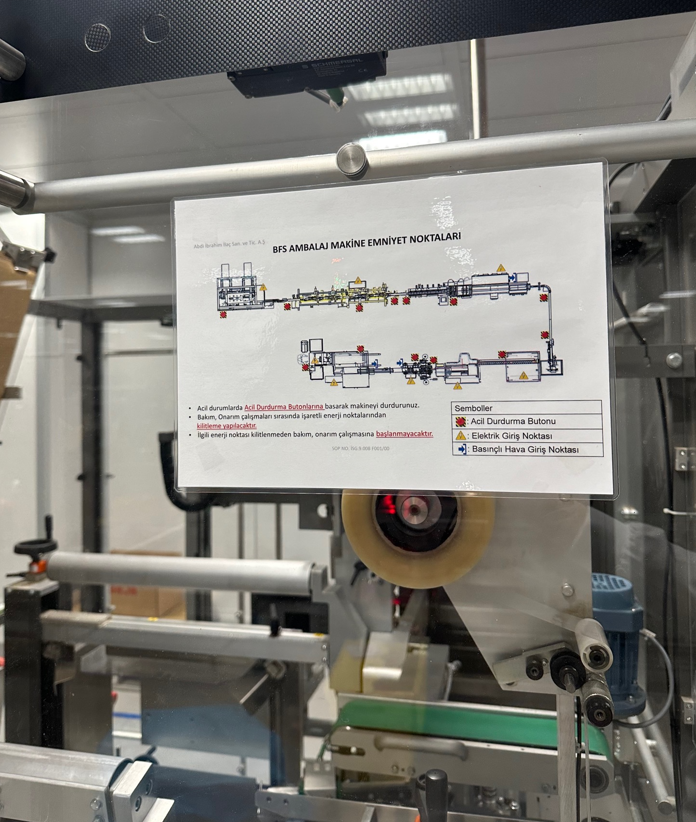 BFS AMBALAJ MAKİNE EMNİYET NOKTALARI
• Acil durumlarda Acil Durdurma Butonlarına basarak makineyi durdurunuz.
• Bakım, Onarım çalışmaları sırasında işaretli enerji noktalarından
kilitleme yapılacaktır.
• İlgili enerji noktası kilitlenmeden bakım, onarım çalışmasına başlanmayacaktır.
Semboller
: Acil Durdurma Butonu
: Elektrik Giriş Noktası
: Basınçlı Hava Giriş Noktası